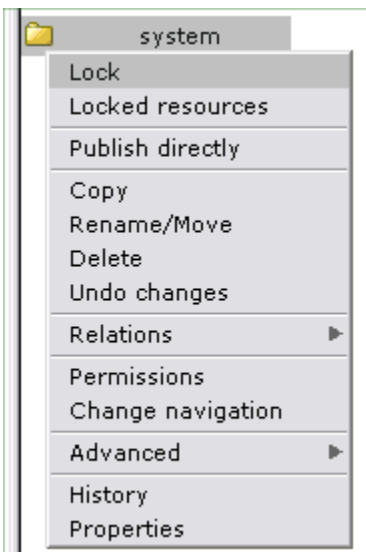 system
Lock
Locked resources
Publish directly
Copy
Rename/Move
Delete
Undo changes
Relations
Permissions
Change navigation
Advanced
History
Properties